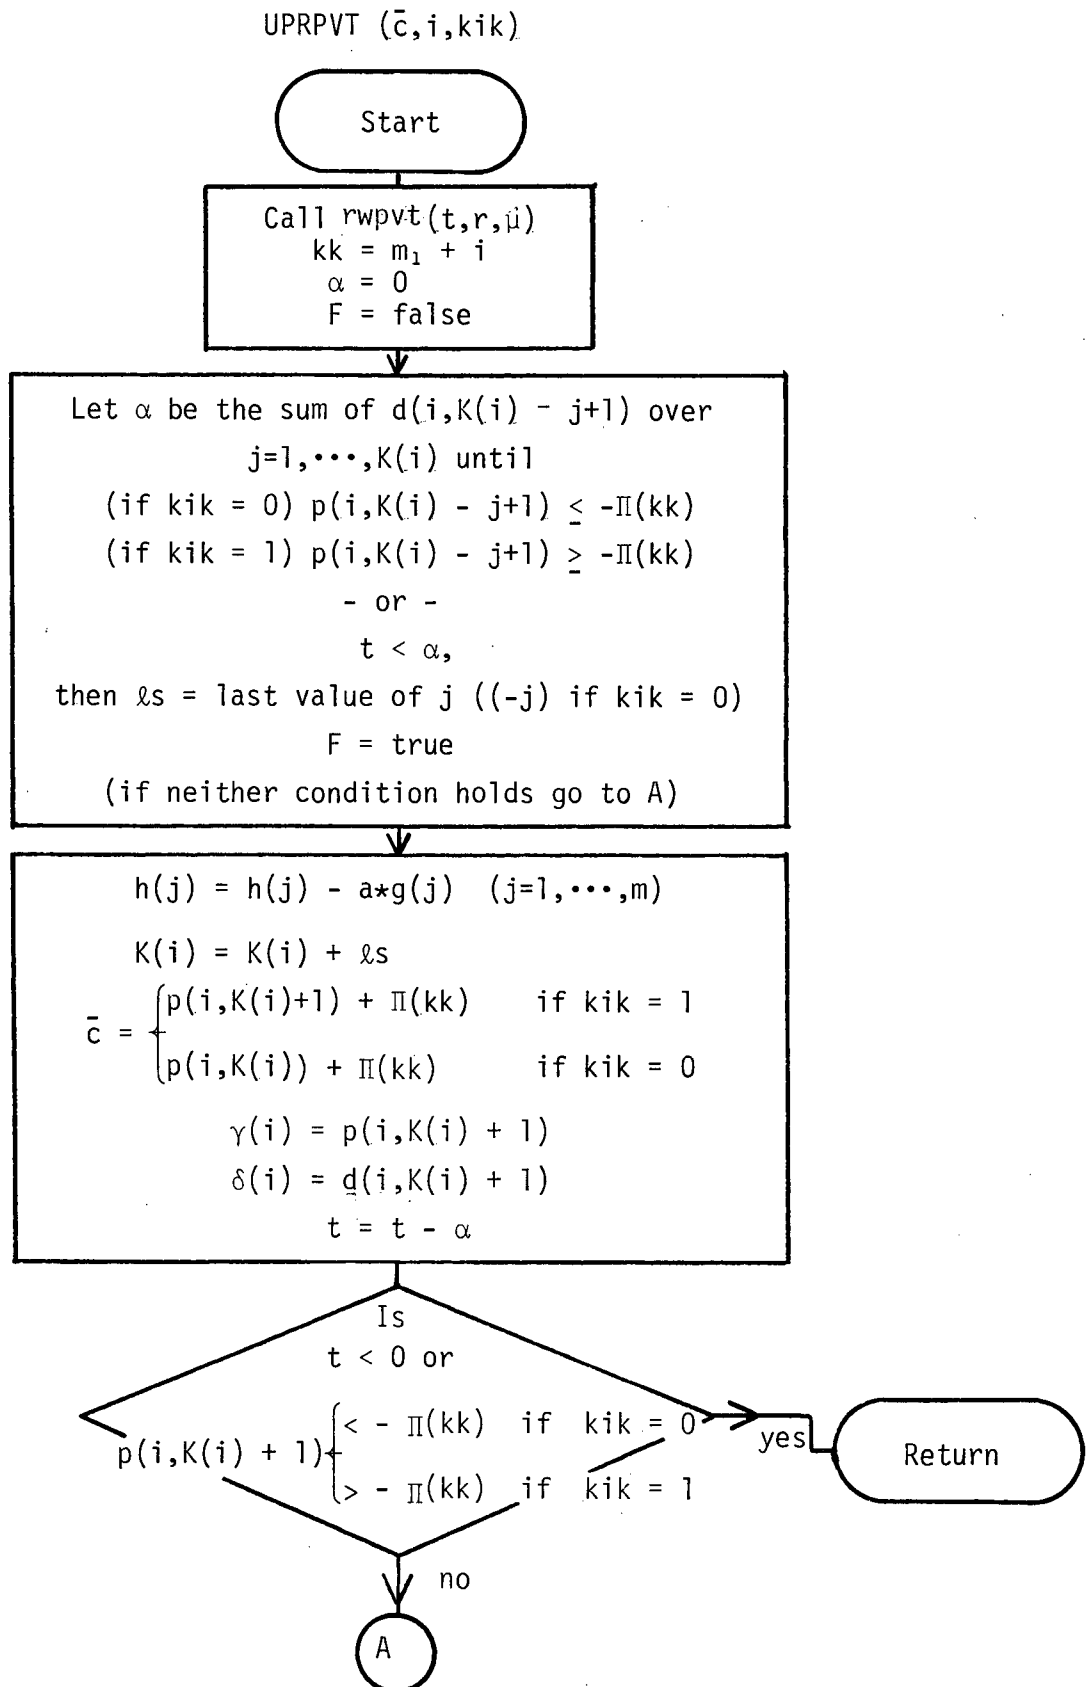 UPRPVT (c̄,i,kik)
Start
Call rwpvt(t,r,μ)
kk = m₁ + i
α = 0
F = false
Let α be the sum of d(i,K(i) - j+1) over
j=1,•••,K(i) until
(if kik = 0) p(i,K(i) - j+1) ≤ -Π(kk)
(if kik = 1) p(i,K(i) - j+1) ≥ -Π(kk)
- or -
t < α,
then ℓs = last value of j ((-j) if kik = 0)
F = true
(if neither condition holds go to A)
h(j) = h(j) - a*g(j) (j=1,•••,m)
K(i) = K(i) + ℓs
c̄ = { p(i,K(i)+1) + Π(kk) if kik = 1
p(i,K(i)) + Π(kk) if kik = 0
γ(i) = p(i,K(i) + 1)
δ(i) = d(i,K(i) + 1)
t = t - α
Is
t < 0 or
p(i,K(i) + 1) { < - Π(kk) if kik = 0
> - Π(kk) if kik = 1
yes
Return
no
A